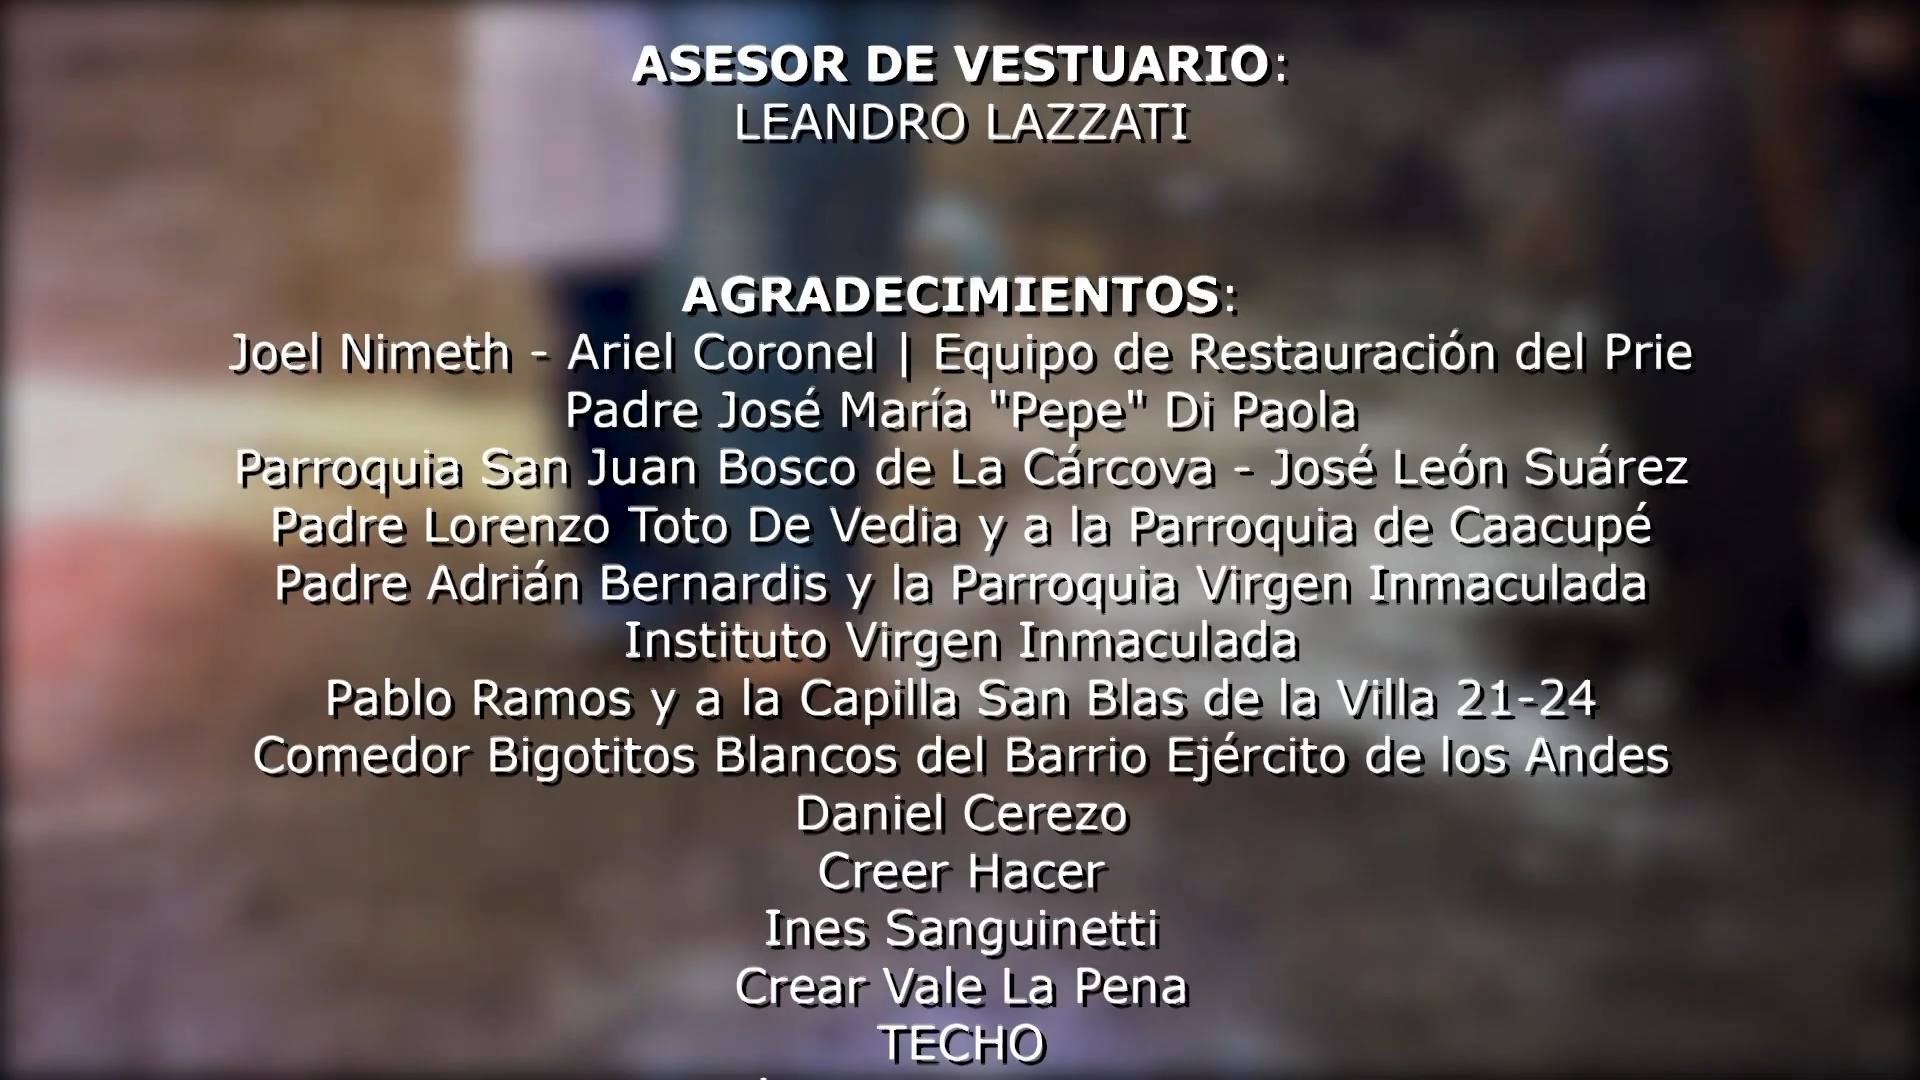 ASESOR DE VESTUARIO:
LEANDRO LAZZATI
AGRADECIMIENTOS:
Joel Nimeth - Ariel Coronel | Equipo de Restauración del Prie
Padre José María "Pepe" Di Paola
Parroquia San Juan Bosco de La Cárcova - José León Suárez
Padre Lorenzo Toto De Vedia y a la Parroquia de Caacupé
Padre Adrián Bernardis y la Parroquia Virgen Inmaculada
Instituto Virgen Inmaculada
Pablo Ramos y a la Capilla San Blas de la Villa 21-24
Comedor Bigotitos Blancos del Barrio Ejército de los Andes
Daniel Cerezo
Creer Hacer
Ines Sanguinetti
Crear Vale La Pena
TECHO